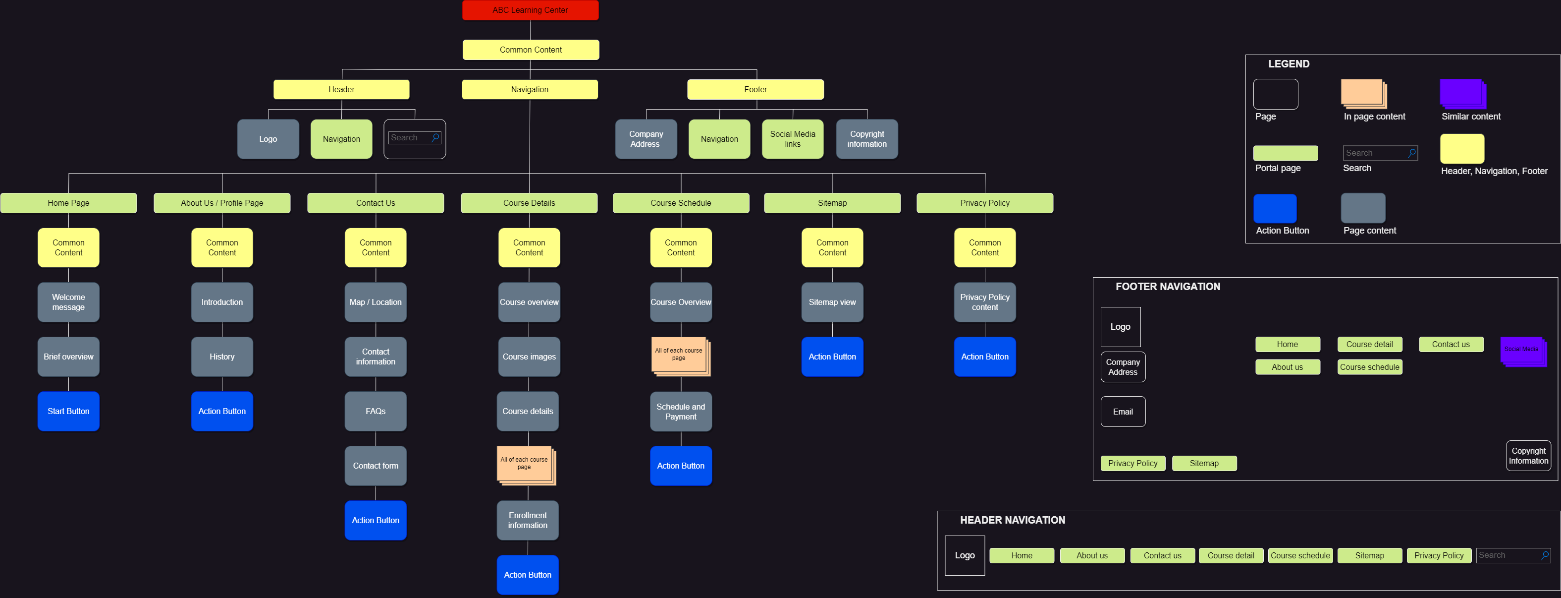 ABC Learning Center
Common Content
Header
Navigation
Footer
Logo
Navigation
Search
Company
Address
Navigation
Social Media
links
Copyright
information
Home Page
About Us / Profile Page
Contact Us
Course Details
Course Schedule
Sitemap
Privacy Policy
Common
Content
Common
Content
Common
Content
Common
Content
Common
Content
Common
Content
Common
Content
Welcome
message
Introduction
Map / Location
Course overview
Course Overview
Sitemap view
Privacy Policy
content
Brief overview
History
Contact
information
Course images
All of each course
page
Action Button
Action Button
Start Button
Action Button
FAQs
Course details
Schedule and
Payment
Contact form
All of each course
page
Action Button
Action Button
Enrollment
information
Action Button
LEGEND
Page
In page content
Similar content
Portal page
Search
Search
Header, Navigation, Footer
Action Button
Page content
FOOTER NAVIGATION
Logo
Company
Address
Email
Home
Course detail
Contact us
Social Media
About us
Course schedule
Privacy Policy
Sitemap
Copyright
Information
HEADER NAVIGATION
Logo
Home
About us
Contact us
Course detail
Course schedule
Sitemap
Privacy Policy
Search